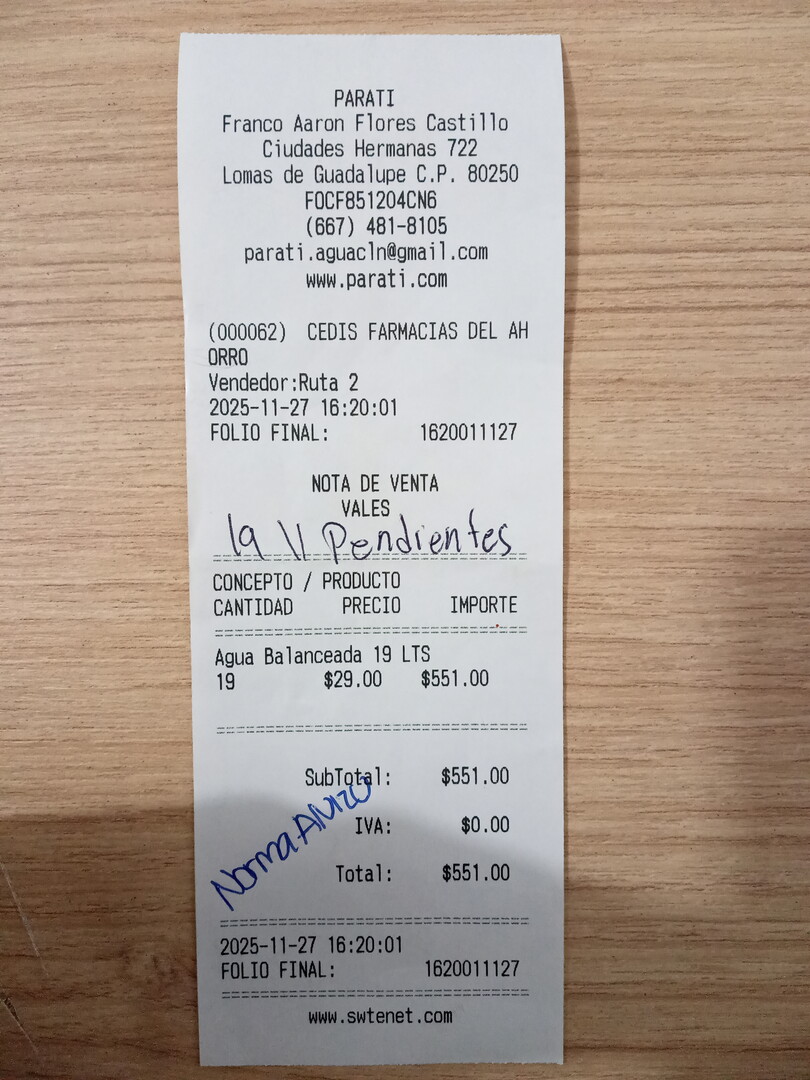 PARATI
Franco Aaron Flores Castillo
Ciudades Hermanas 722
Lomas de Guadalupe C.P. 80250
FOCF851204CN6
(667) 481-8105
parati.aguacln@gmail.com
www.parati.com
(000062) CEDIS FARMACIAS DEL AH
ORRO
Vendedor:Ruta 2
2025-11-27 16:20:01
FOLIO FINAL: 1620011127
NOTA DE VENTA
VALES
Pendientes
CONCEPTO / PRODUCTO
CANTIDAD PRECIO IMPORTE
Agua Balanceada 19 LTS
19 $29.00 $551.00
SubTotal: $551.00
Norma
IVA: $0.00
Total: $551.00
2025-11-27 16:20:01
FOLIO FINAL: 1620011127
www.swtenet.com